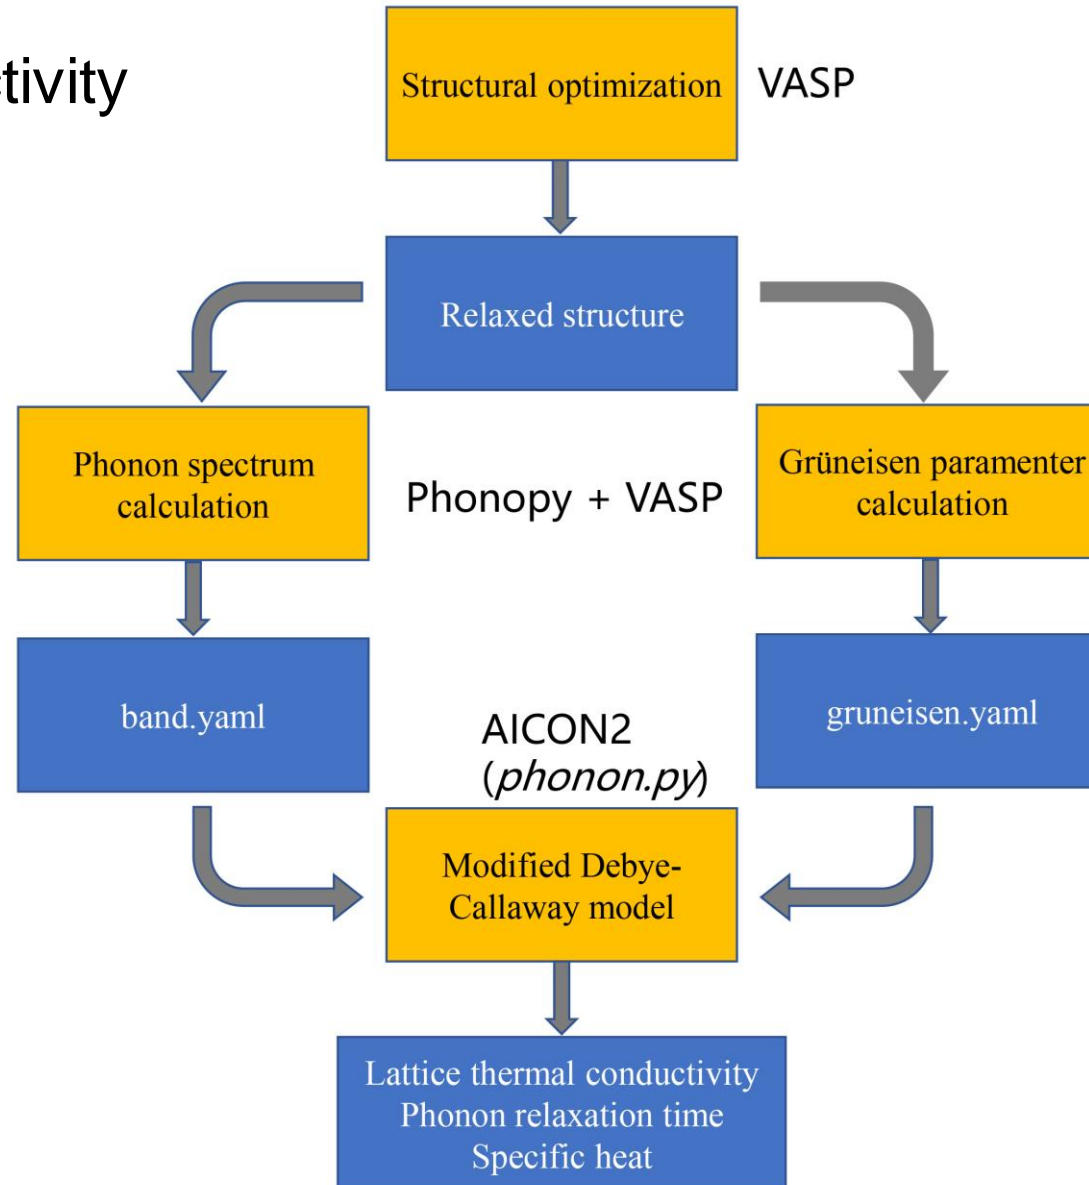 ctivity
Structural optimization
VASP
Relaxed structure
Phonon spectrum
calculation
Phonopy + VASP
Grüneisen paramenter
calculation
band.yaml
gruneisen.yaml
AICON2
(phonon.py)
Modified Debye-
Callaway model
Lattice thermal conductivity
Phonon relaxation time
Specific heat